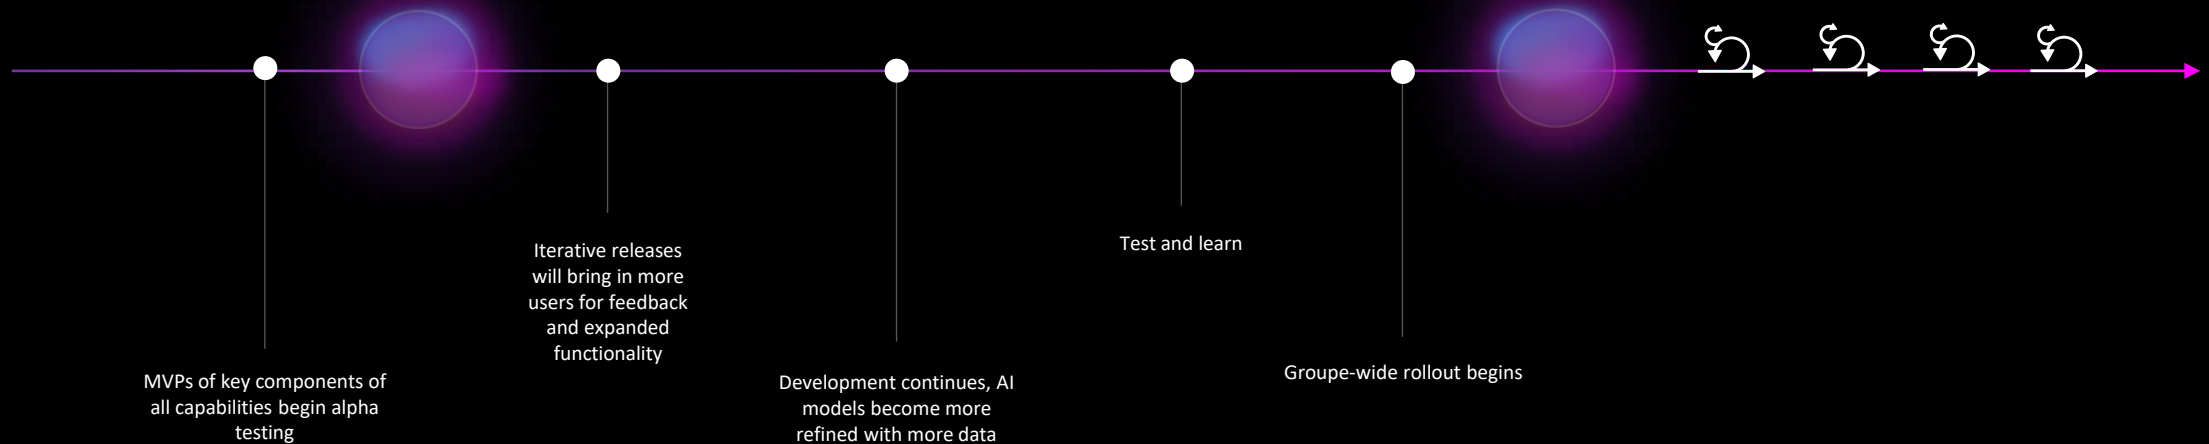 MVPs of key components of
all capabilities begin alpha
testing
Iterative releases
will bring in more
users for feedback
and expanded
functionality
Development continues, AI
models become more
refined with more data
Test and learn
Groupe-wide rollout begins